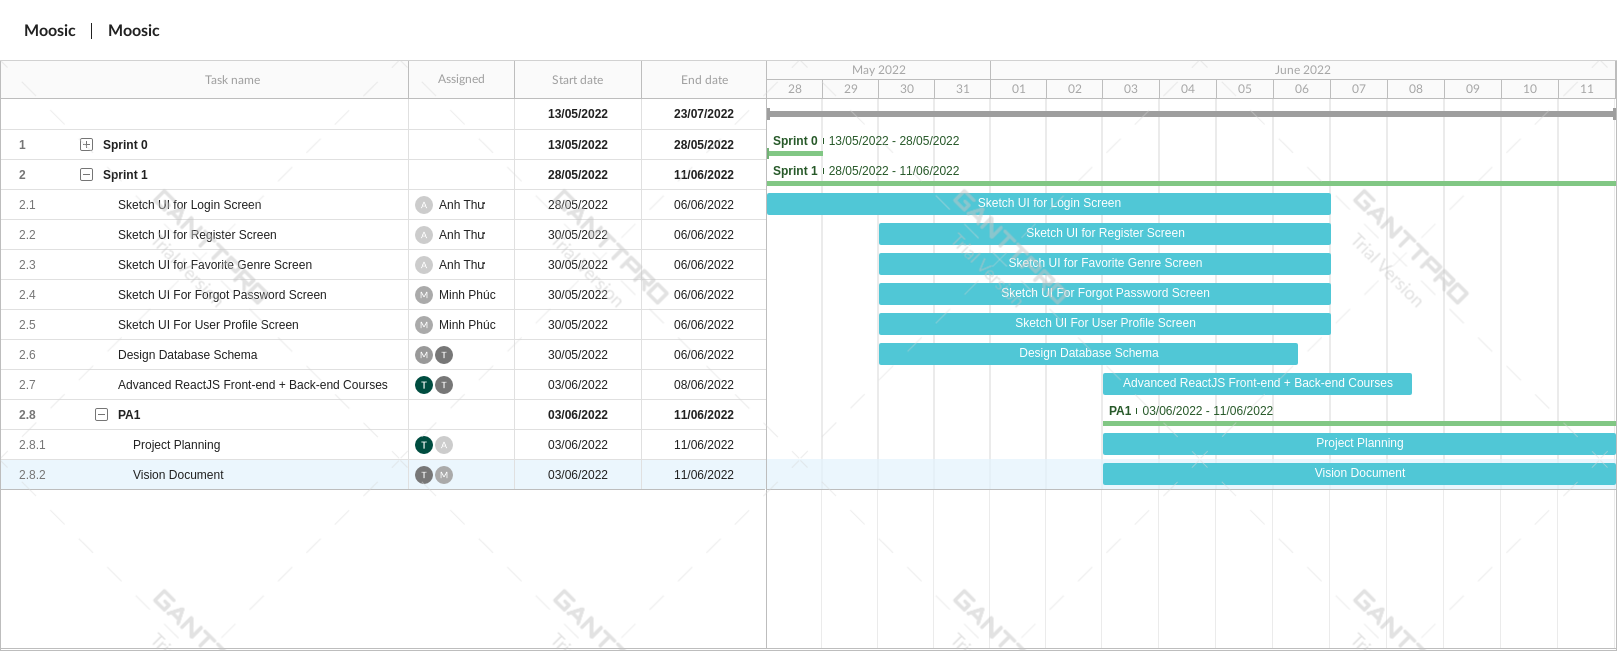 Moosic | Moosic
Task name Assigned Start date End date May 2022 June 2022
28 29 30 31 01 02 03 04 05 06 07 08 09 10 11
13/05/2022 23/07/2022
1 Sprint 0 13/05/2022 28/05/2022 Sprint 0 13/05/2022 - 28/05/2022
2 Sprint 1 28/05/2022 11/06/2022 Sprint 1 28/05/2022 - 11/06/2022
2.1 Sketch UI for Login Screen A Anh Thư 28/05/2022 06/06/2022 Sketch UI for Login Screen
2.2 Sketch UI for Register Screen A Anh Thư 30/05/2022 06/06/2022 Sketch UI for Register Screen
2.3 Sketch UI for Favorite Genre Screen A Anh Thư 30/05/2022 06/06/2022 Sketch UI for Favorite Genre Screen
2.4 Sketch UI For Forgot Password Screen M Minh Phúc 30/05/2022 06/06/2022 Sketch UI For Forgot Password Screen
2.5 Sketch UI For User Profile Screen M Minh Phúc 30/05/2022 06/06/2022 Sketch UI For User Profile Screen
2.6 Design Database Schema M T 30/05/2022 06/06/2022 Design Database Schema
2.7 Advanced ReactJS Front-end + Back-end Courses T T 03/06/2022 08/06/2022 Advanced ReactJS Front-end + Back-end Courses
2.8 PA1 03/06/2022 11/06/2022 PA1 03/06/2022 - 11/06/2022
2.8.1 Project Planning T A 03/06/2022 11/06/2022 Project Planning
2.8.2 Vision Document T M 03/06/2022 11/06/2022 Vision Document
GANTTPRO
Trial Version
GANTTPRO
Trial Version
GANTTPRO
Trial Version
GANTTPRO
Trial Version